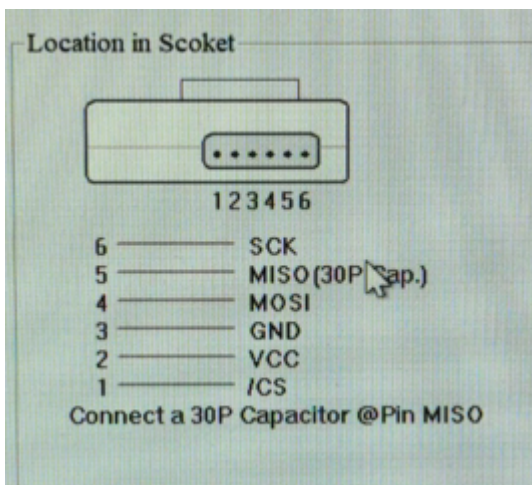 Location in Scoket
123456
6 SCK
5 MISO(30P Cap.)
4 MOSI
3 GND
2 VCC
1 /CS
Connect a 30P Capacitor @Pin MISO